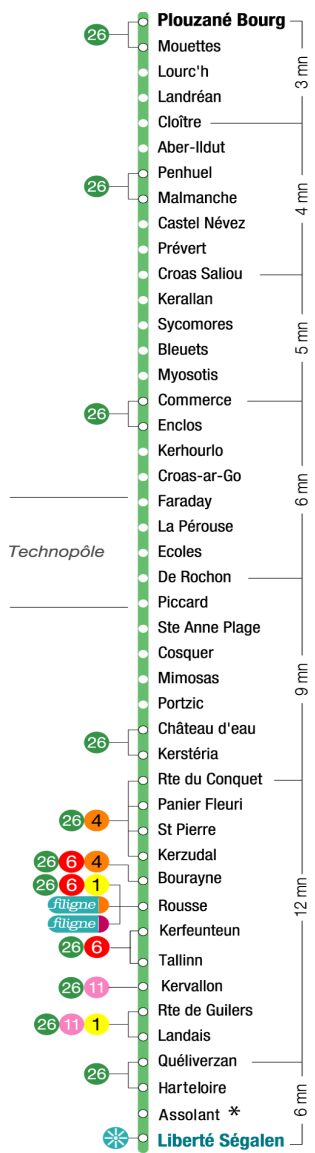 Plouzané Bourg
26
Mouettes
Lourc'h
3 mn
Landréan
Cloître
Aber-Ildut
Penhuel
26
Malmanche
4 mn
Castel Névez
Prévert
Croas Saliou
Kerallan
Sycomores
5 mn
Bleuets
Myosotis
Commerce
26
Enclos
Kerhourlo
Croas-ar-Go
6 mn
Faraday
La Pérouse
Technopôle
Ecoles
De Rochon
Piccard
Ste Anne Plage
Cosquer
Mimosas
9 mn
Portzic
Château d'eau
26
Kerstéria
Rte du Conquet
Panier Fleuri
26 4
St Pierre
Kerzudal
26 6 4
Bourayne
26 6 1
12 mn
filigne
Rousse
filigne
Kerfeunteun
26 6
Tallinn
26 11
Kervallon
Rte de Guilers
26 11 1
Landais
Quéliverzan
26
Harteloire
6 mn
Assolant *
Liberté Ségalen